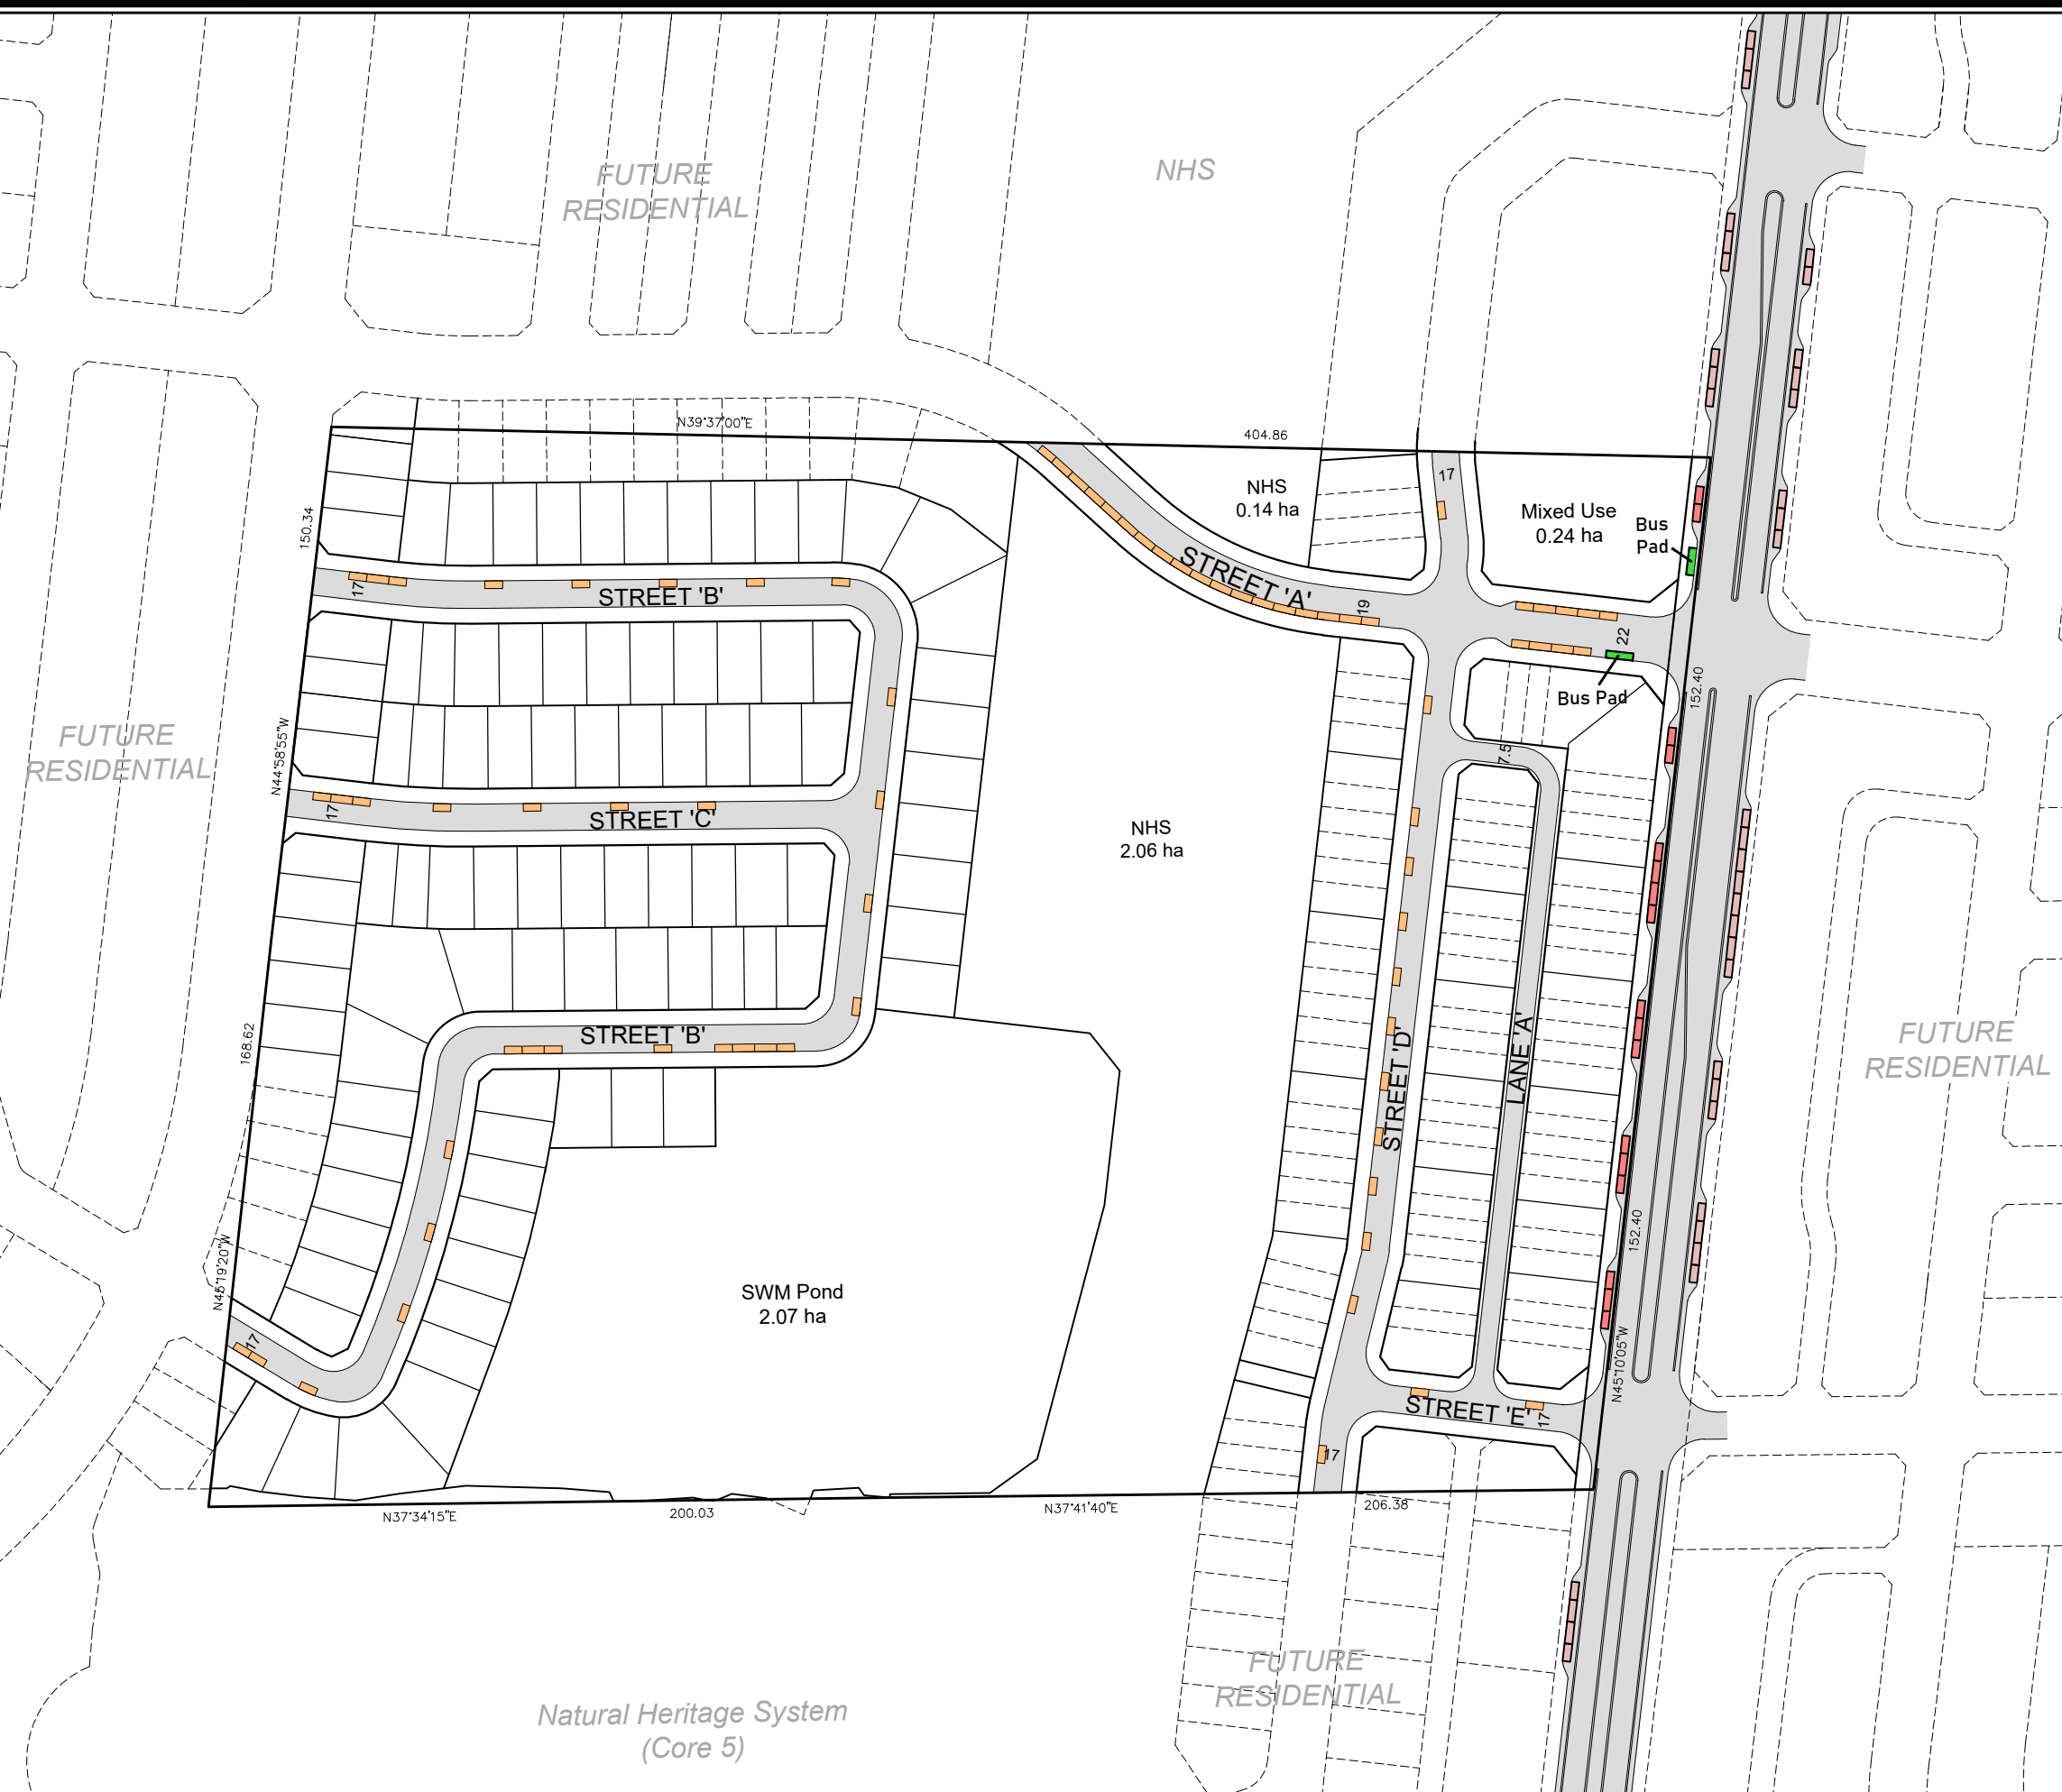 FUTURE
RESIDENTIAL
NHS
N39°37'00"E
404.86
17
NHS
0.14 ha
Mixed Use
0.24 ha
Bus
Pad
150.34
17
STREET 'B'
STREET 'A'
19
22
Bus Pad
152.40
FUTURE
RESIDENTIAL
N44°58'55"W
17
STREET 'C'
7.5
NHS
2.06 ha
168.62
STREET 'B'
STREET 'D'
LANE 'A'
FUTURE
RESIDENTIAL
152.40
N45°19'20"W
SWM Pond
2.07 ha
17
N45°10'05"W
STREET 'E'
17
17
N37°34'15"E
200.03
N37°41'40"E
206.38
FUTURE
RESIDENTIAL
Natural Heritage System
(Core 5)